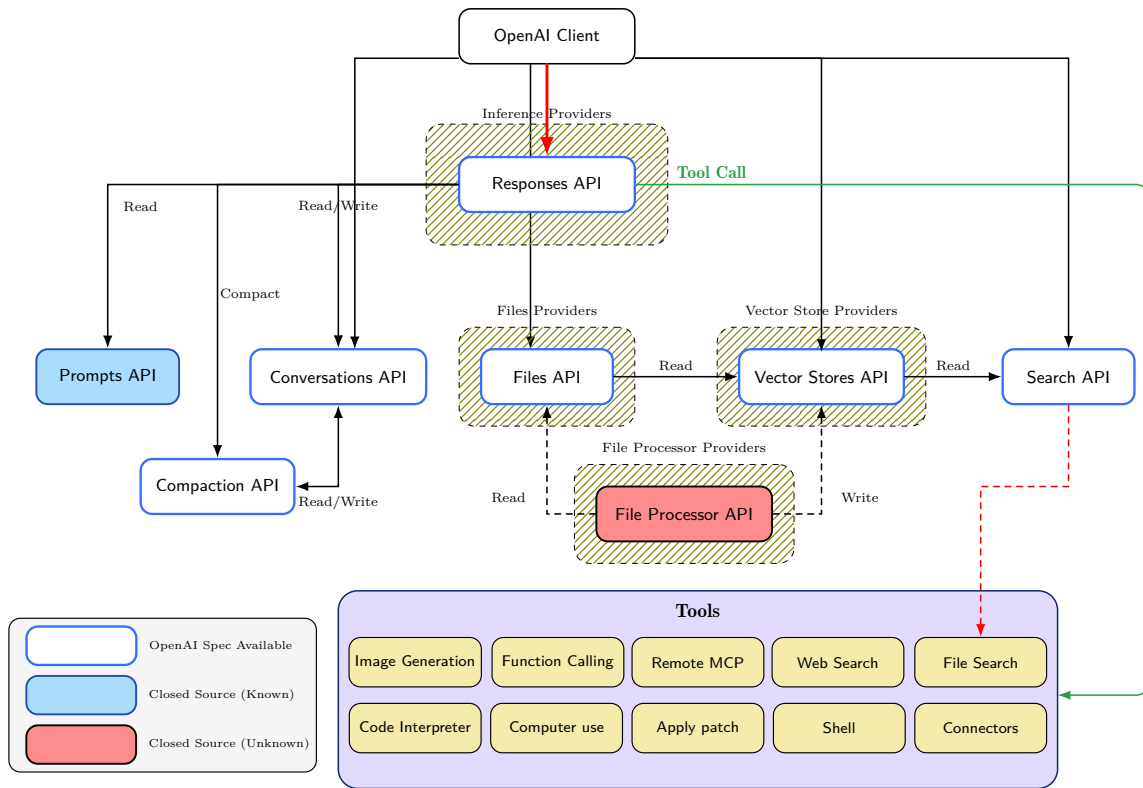 OpenAI Client
Inference Providers
Responses API
Tool Call
Read
Read/Write
Compact
Files Providers
Vector Store Providers
Prompts API
Conversations API
Files API
Read
Vector Stores API
Read
Search API
File Processor Providers
Compaction API
Read/Write
Read
File Processor API
Write
Tools
Image Generation
Function Calling
Remote MCP
Web Search
File Search
Code Interpreter
Computer use
Apply patch
Shell
Connectors
OpenAI Spec Available
Closed Source (Known)
Closed Source (Unknown)